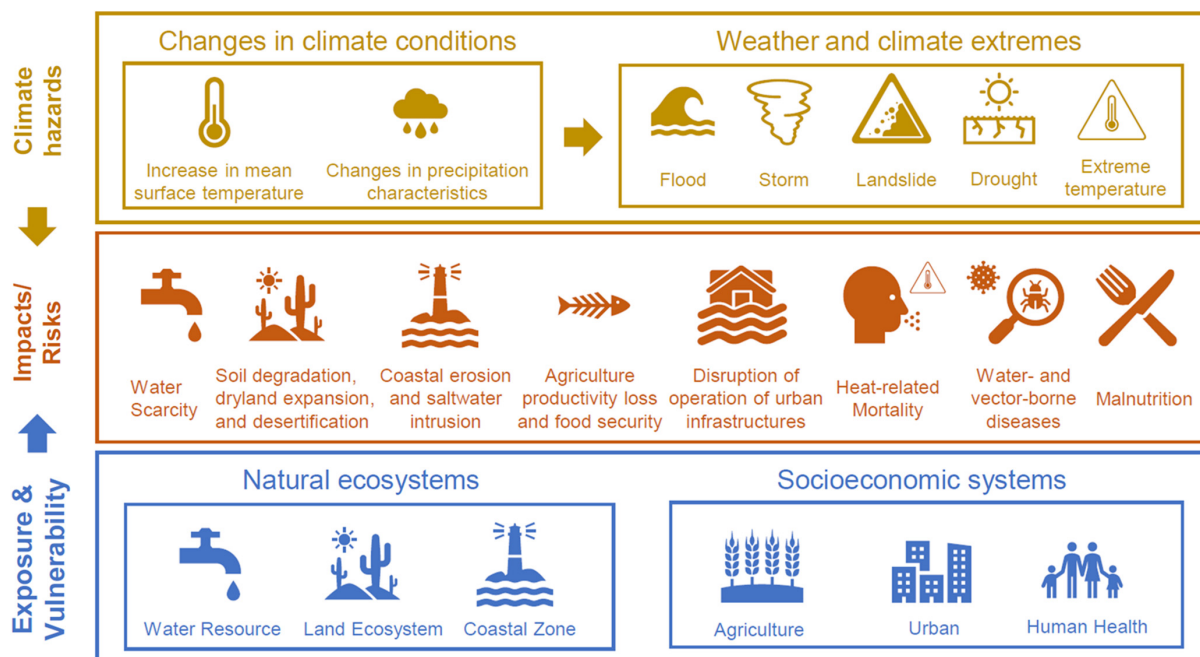 Climate
hazards
Changes in climate conditions
Weather and climate extremes
Increase in mean
surface temperature
Changes in precipitation
characteristics
Flood
Storm
Landslide
Drought
Extreme
temperature
Impacts/
Risks
Water
Scarcity
Soil degradation,
dryland expansion,
and desertification
Coastal erosion
and saltwater
intrusion
Agriculture
productivity loss
and food security
Disruption of
operation of urban
infrastructures
Heat-related
Mortality
Water- and
vector-borne
diseases
Malnutrition
Exposure &
Vulnerability
Natural ecosystems
Socioeconomic systems
Water Resource
Land Ecosystem
Coastal Zone
Agriculture
Urban
Human Health